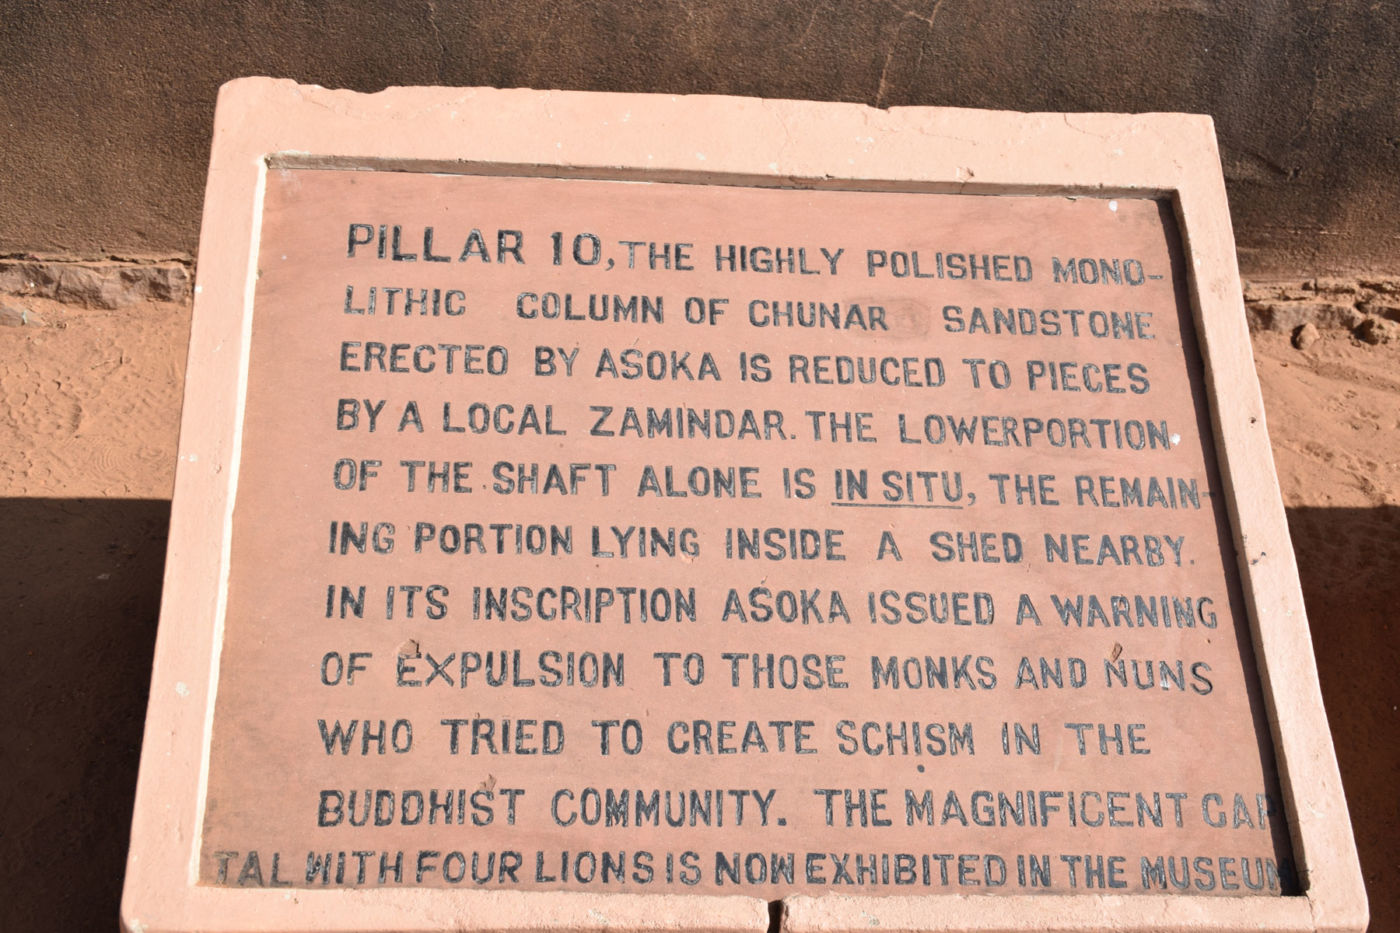 PILLAR 10, THE HIGHLY POLISHED MONO-
LITHIC COLUMN OF CHUNAR SANDSTONE
ERECTED BY ASOKA IS REDUCED TO PIECES
BY A LOCAL ZAMINDAR. THE LOWER PORTION
OF THE SHAFT ALONE IS IN SITU, THE REMAIN-
ING PORTION LYING INSIDE A SHED NEARBY.
IN ITS INSCRIPTION AŚOKA ISSUED A WARNING
OF EXPULSION TO THOSE MONKS AND NUNS
WHO TRIED TO CREATE SCHISM IN THE
BUDDHIST COMMUNITY. THE MAGNIFICENT CAP
TAL WITH FOUR LIONS IS NOW EXHIBITED IN THE MUSEUM